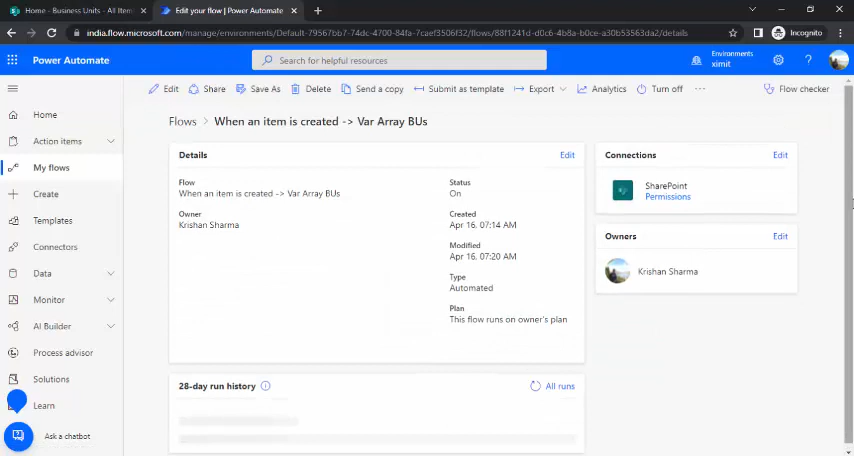 Home - Business Units - All Item
Edit your flow | Power Automate
india.flow.microsoft.com/manage/environments/Default-79567bb7-74dc-4700-84fa-7caef3506f32/flows/88f1241d-d0c6-4b8a-b0ce-a30b53563da2/details
Incognito
Power Automate
Search for helpful resources
Environments
ximit
Edit
Share
Save As
Delete
Send a copy
Submit as template
Export
Analytics
Turn off
Flow checker
Home
Action items
My flows
Create
Templates
Connectors
Data
Monitor
AI Builder
Process advisor
Solutions
Learn
Ask a chatbot
Flows > When an item is created -> Var Array BUs
Details
Edit
Flow
When an item is created -> Var Array BUs
Owner
Krishan Sharma
Status
On
Created
Apr 16, 07:14 AM
Modified
Apr 16, 07:20 AM
Type
Automated
Plan
This flow runs on owner's plan
Connections
Edit
SharePoint
Permissions
Owners
Edit
Krishan Sharma
28-day run history
All runs